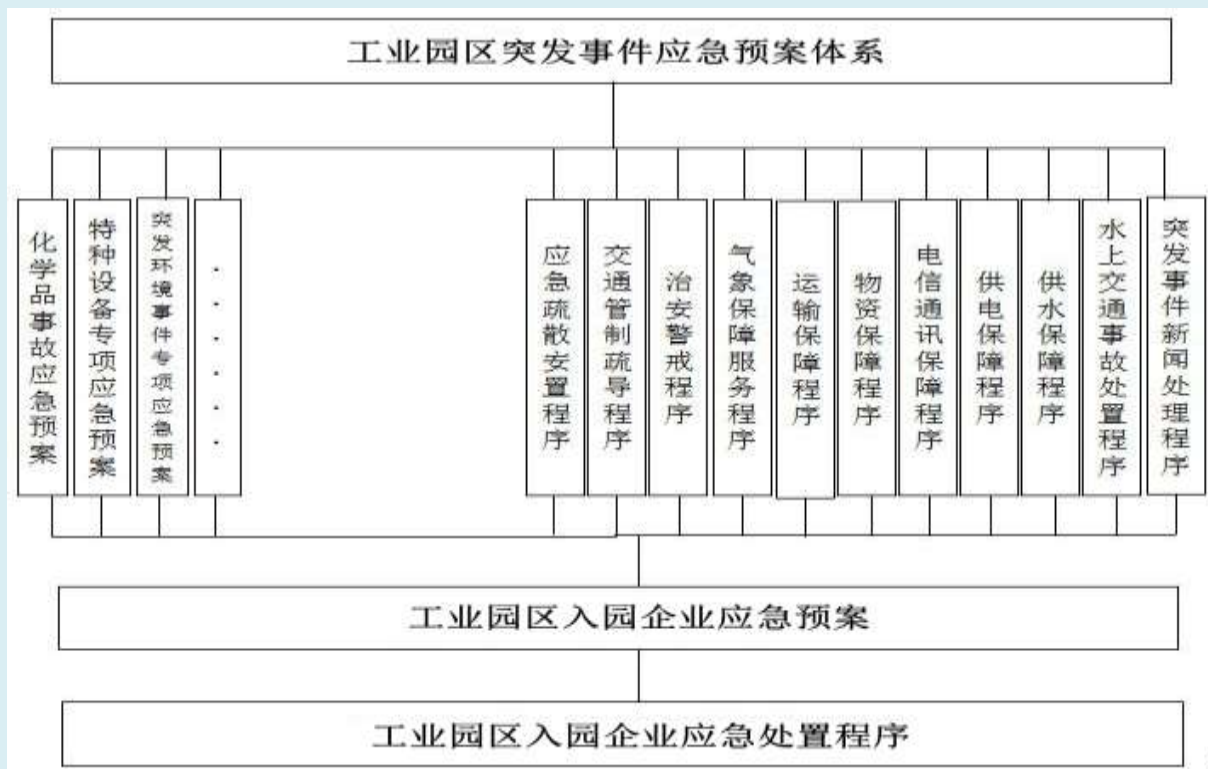 工业园区突发事件应急预案体系
化学品事故应急预案
特种设备专项应急预案
突发环境事件专项应急预案
......
应急疏散安置程序
交通管制疏导程序
治安警戒程序
气象保障服务程序
运输保障程序
物资保障程序
电信通讯保障程序
供电保障程序
供水保障程序
水上交通事故处置程序
突发事件新闻处理程序
工业园区入园企业应急预案
工业园区入园企业应急处置程序